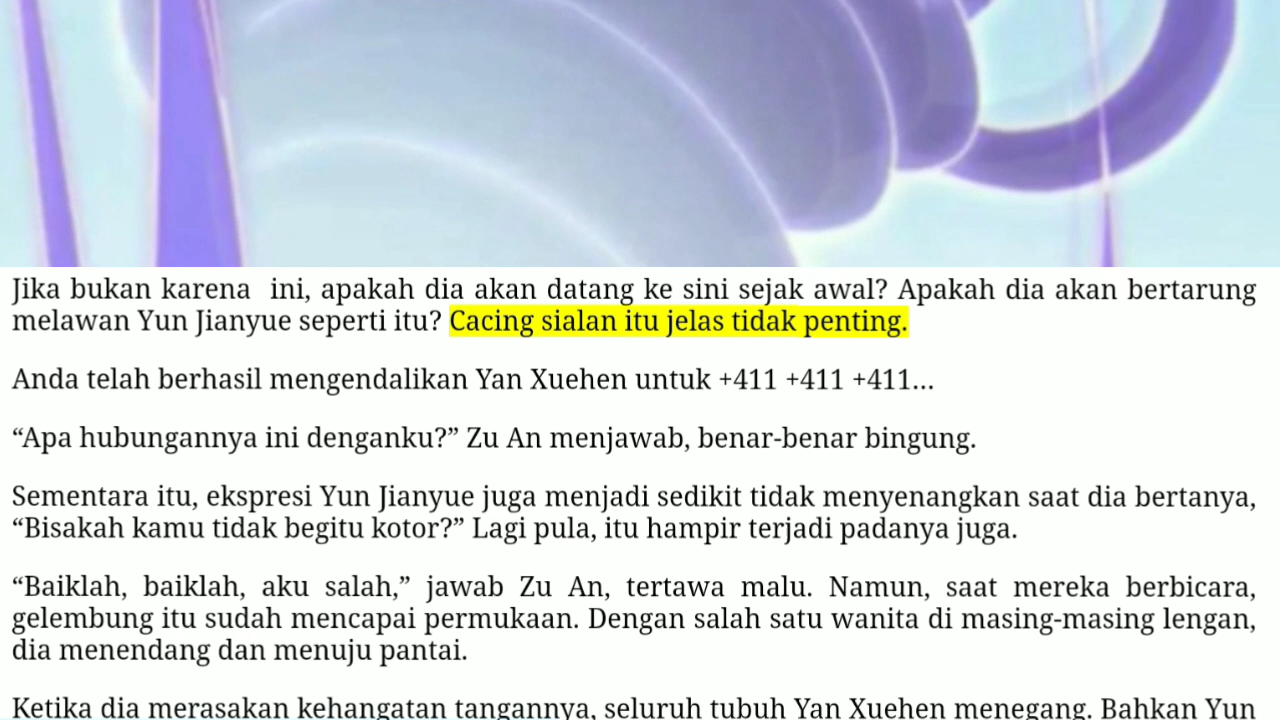 Jika bukan karena  ini, apakah dia akan datang ke sini sejak awal? Apakah dia akan bertarung
melawan Yun Jianyue seperti itu? Cacing sialan itu jelas tidak penting.
Anda telah berhasil mengendalikan Yan Xuehen untuk +411 +411 +411...
“Apa hubungannya ini denganku?” Zu An menjawab, benar-benar bingung.
Sementara itu, ekspresi Yun Jianyue juga menjadi sedikit tidak menyenangkan saat dia bertanya,
“Bisakah kamu tidak begitu kotor?” Lagi pula, itu hampir terjadi padanya juga.
“Baiklah, baiklah, aku salah,” jawab Zu An, tertawa malu. Namun, saat mereka berbicara,
gelembung itu sudah mencapai permukaan. Dengan salah satu wanita di masing-masing lengan,
dia menendang dan menuju pantai.
Ketika dia merasakan kehangatan tangannya, seluruh tubuh Yan Xuehen menegang. Bahkan Yun